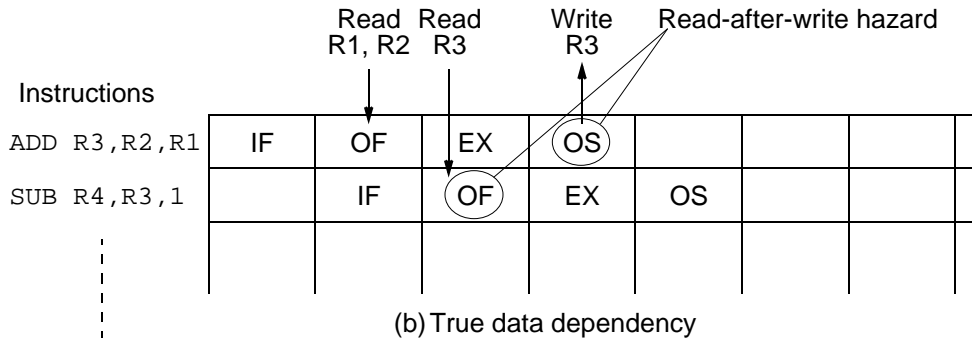 Read Read Write Read-after-write hazard
R1, R2 R3 R3
Instructions
ADD R3,R2,R1 IF OF EX OS
SUB R4,R3,1 IF OF EX OS
(b) True data dependency